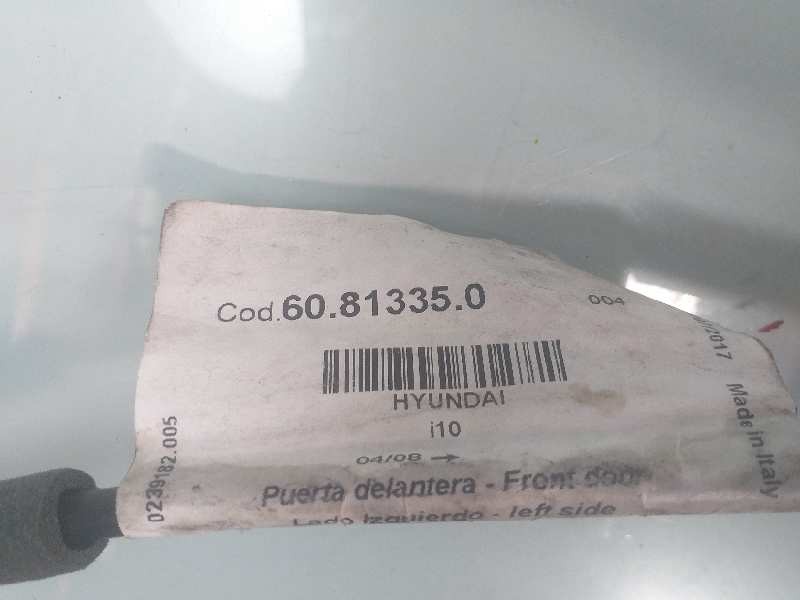 Cod.60.81335.0
004
HYUNDAI
i10
04/08 →
Puerta delantera - Front door
Lado Izquierdo - left side
0239182.005
/2017 Made in Italy